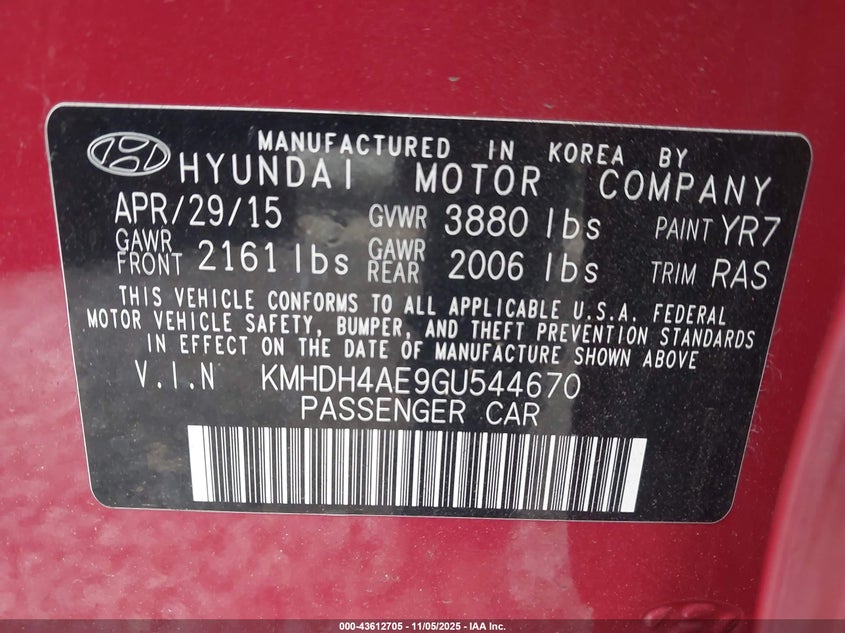 MANUFACTURED IN KOREA BY
HYUNDAI MOTOR COMPANY
APR/29/15 GVWR 3880 lbs PAINT YR7
GAWR FRONT 2161 lbs GAWR REAR 2006 lbs TRIM RAS
THIS VEHICLE CONFORMS TO ALL APPLICABLE U.S.A. FEDERAL
MOTOR VEHICLE SAFETY, BUMPER, AND THEFT PREVENTION STANDARDS
IN EFFECT ON THE DATE OF MANUFACTURE SHOWN ABOVE
V.I.N KMHDH4AE9GU544670
PASSENGER CAR
000-43612705 - 11/05/2025 - IAA Inc.